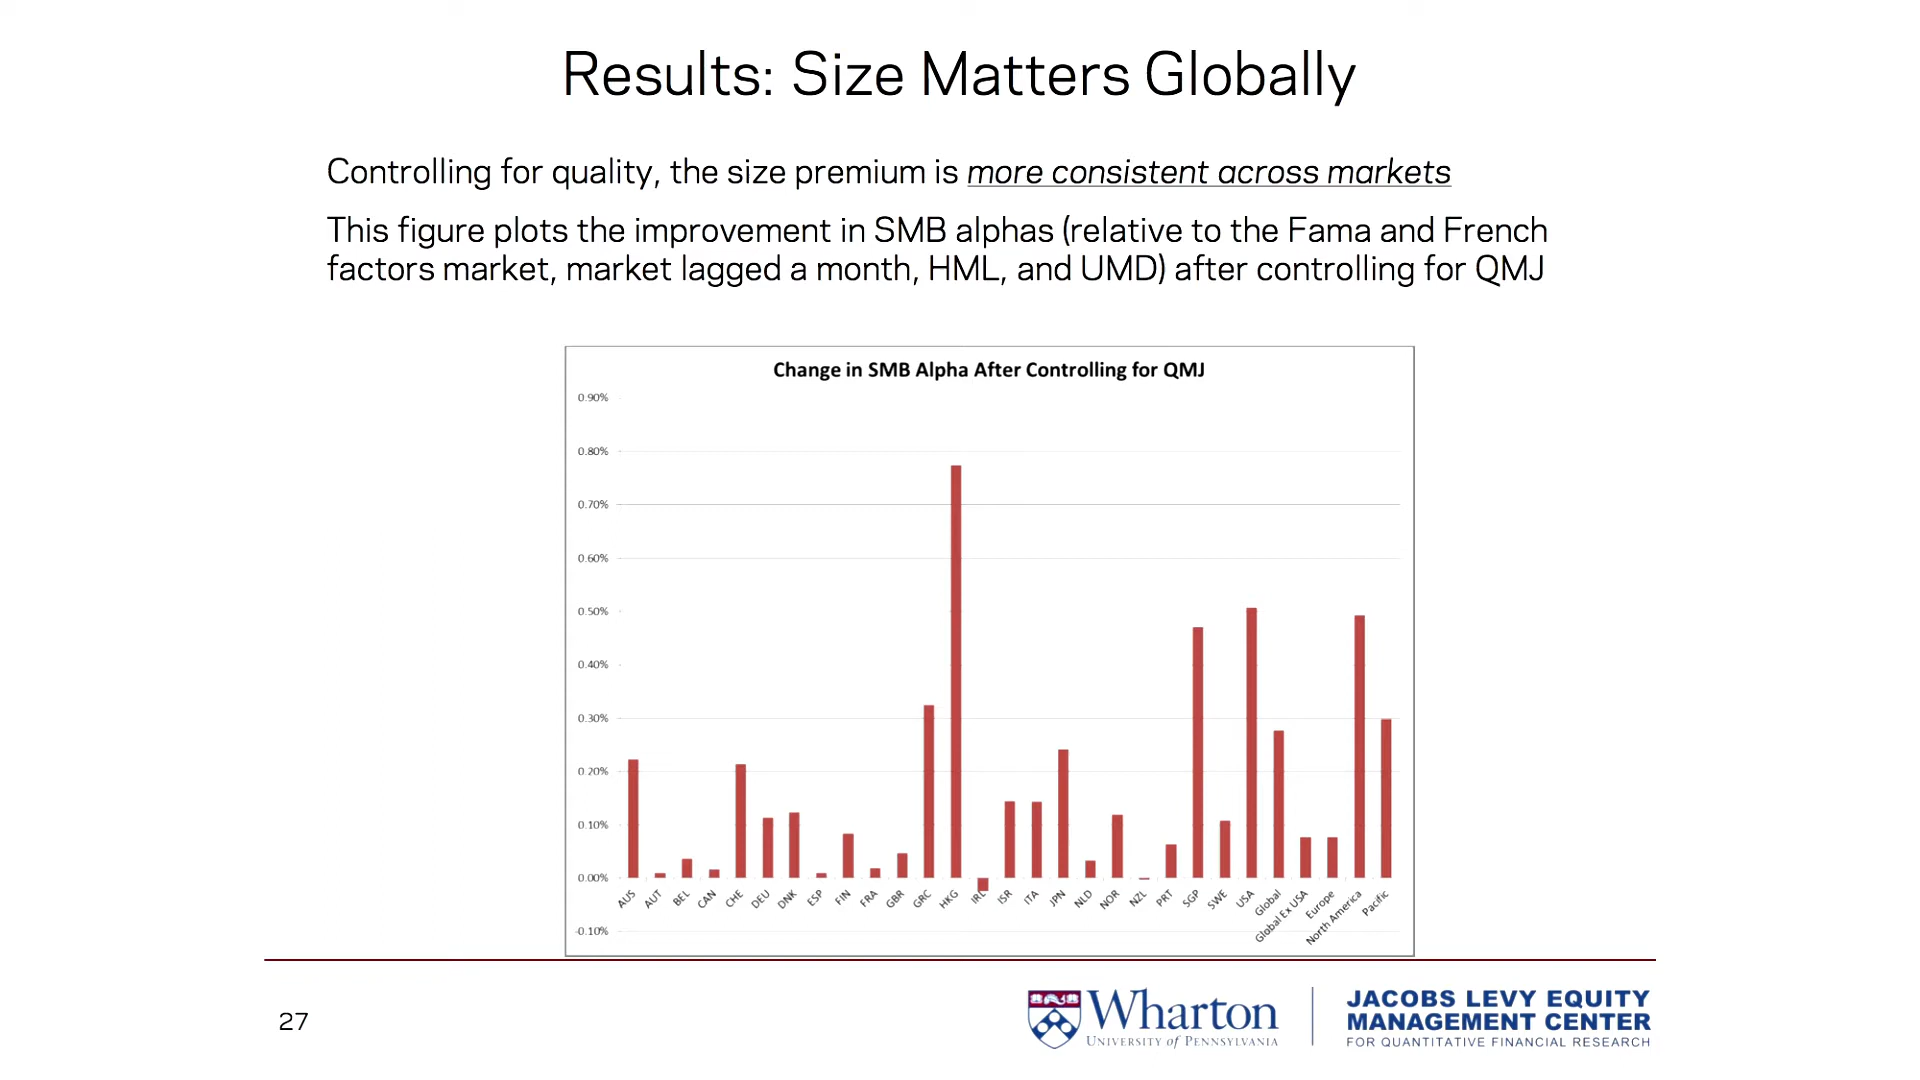 Results: Size Matters Globally
Controlling for quality, the size premium is more consistent across markets
This figure plots the improvement in SMB alphas (relative to the Fama and French
factors market, market lagged a month, HML, and UMD) after controlling for QMJ
Change in SMB Alpha After Controlling for QMJ
0.90%
0.80%
0.70%
0.60%
0.50%
0.40%
0.30%
0.20%
0.10%
0.00%
-0.10%
AUS
AUT
BEL
CAN
CHE
DEU
DNK
ESP
FIN
FRA
GBR
GRC
HKG
IRL
ISR
ITA
JPN
NLD
NOR
NZL
PRT
SGP
SWE
USA
Global
Global Ex USA
Europe
North America
Pacific
27
Wharton
UNIVERSITY of PENNSYLVANIA
JACOBS LEVY EQUITY
MANAGEMENT CENTER
FOR QUANTITATIVE FINANCIAL RESEARCH